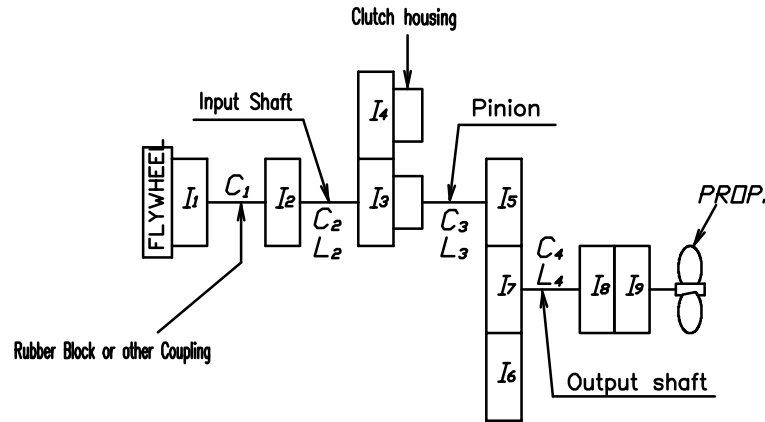 Clutch housing
Input Shaft
Pinion
I4
FLYWHEEL
I1
C1
I2
C2
L2
I3
C3
L3
I5
PROP.
C4
L4
I7
I8
I9
Rubber Block or other Coupling
I6
Output shaft